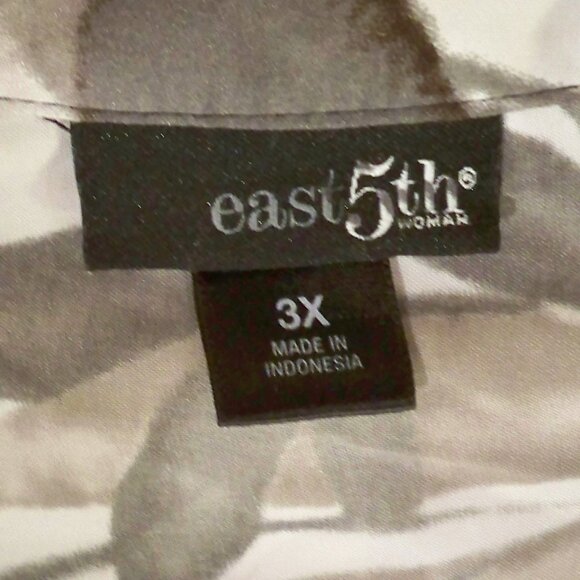 east5th®
WOMAN
3X
MADE IN
INDONESIA